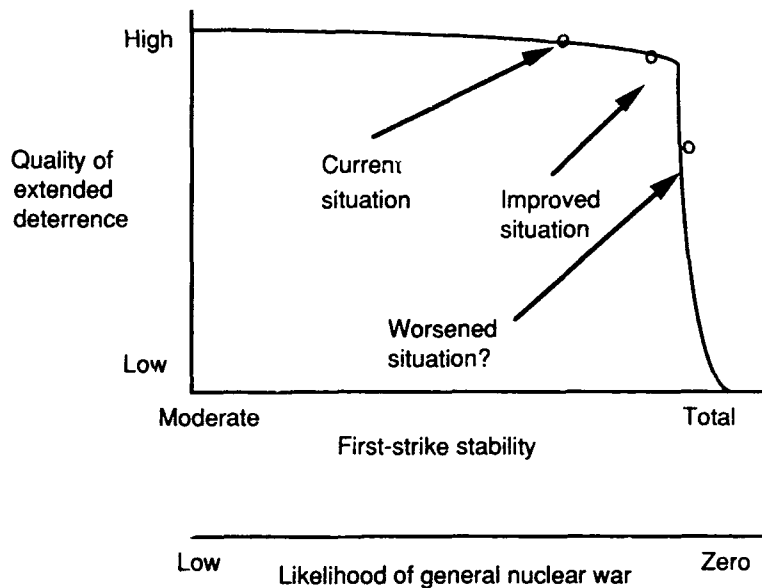 High
Quality of
extended
deterrence
Current
situation
Improved
situation
Worsened
situation?
Low
Moderate
Total
First-strike stability
Low
Zero
Likelihood of general nuclear war